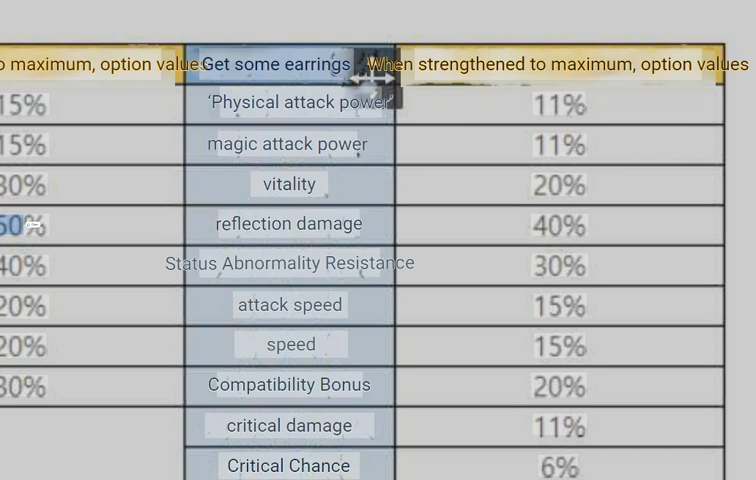 o maximum, option values Get some earrings When strengthened to maximum, option values
15% 'Physical attack power' 11%
15% magic attack power 11%
30% vitality 20%
50% reflection damage 40%
40% Status Abnormality Resistance 30%
20% attack speed 15%
20% speed 15%
30% Compatibility Bonus 20%
critical damage 11%
Critical Chance 6%